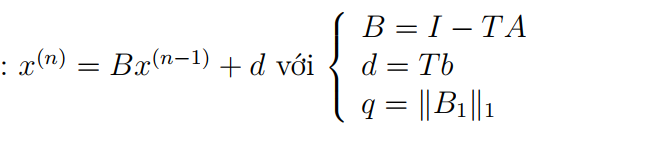 : x^{(n)} = Bx^{(n-1)} + d với { B = I - TA
d = Tb
q = ‖B_1‖_1